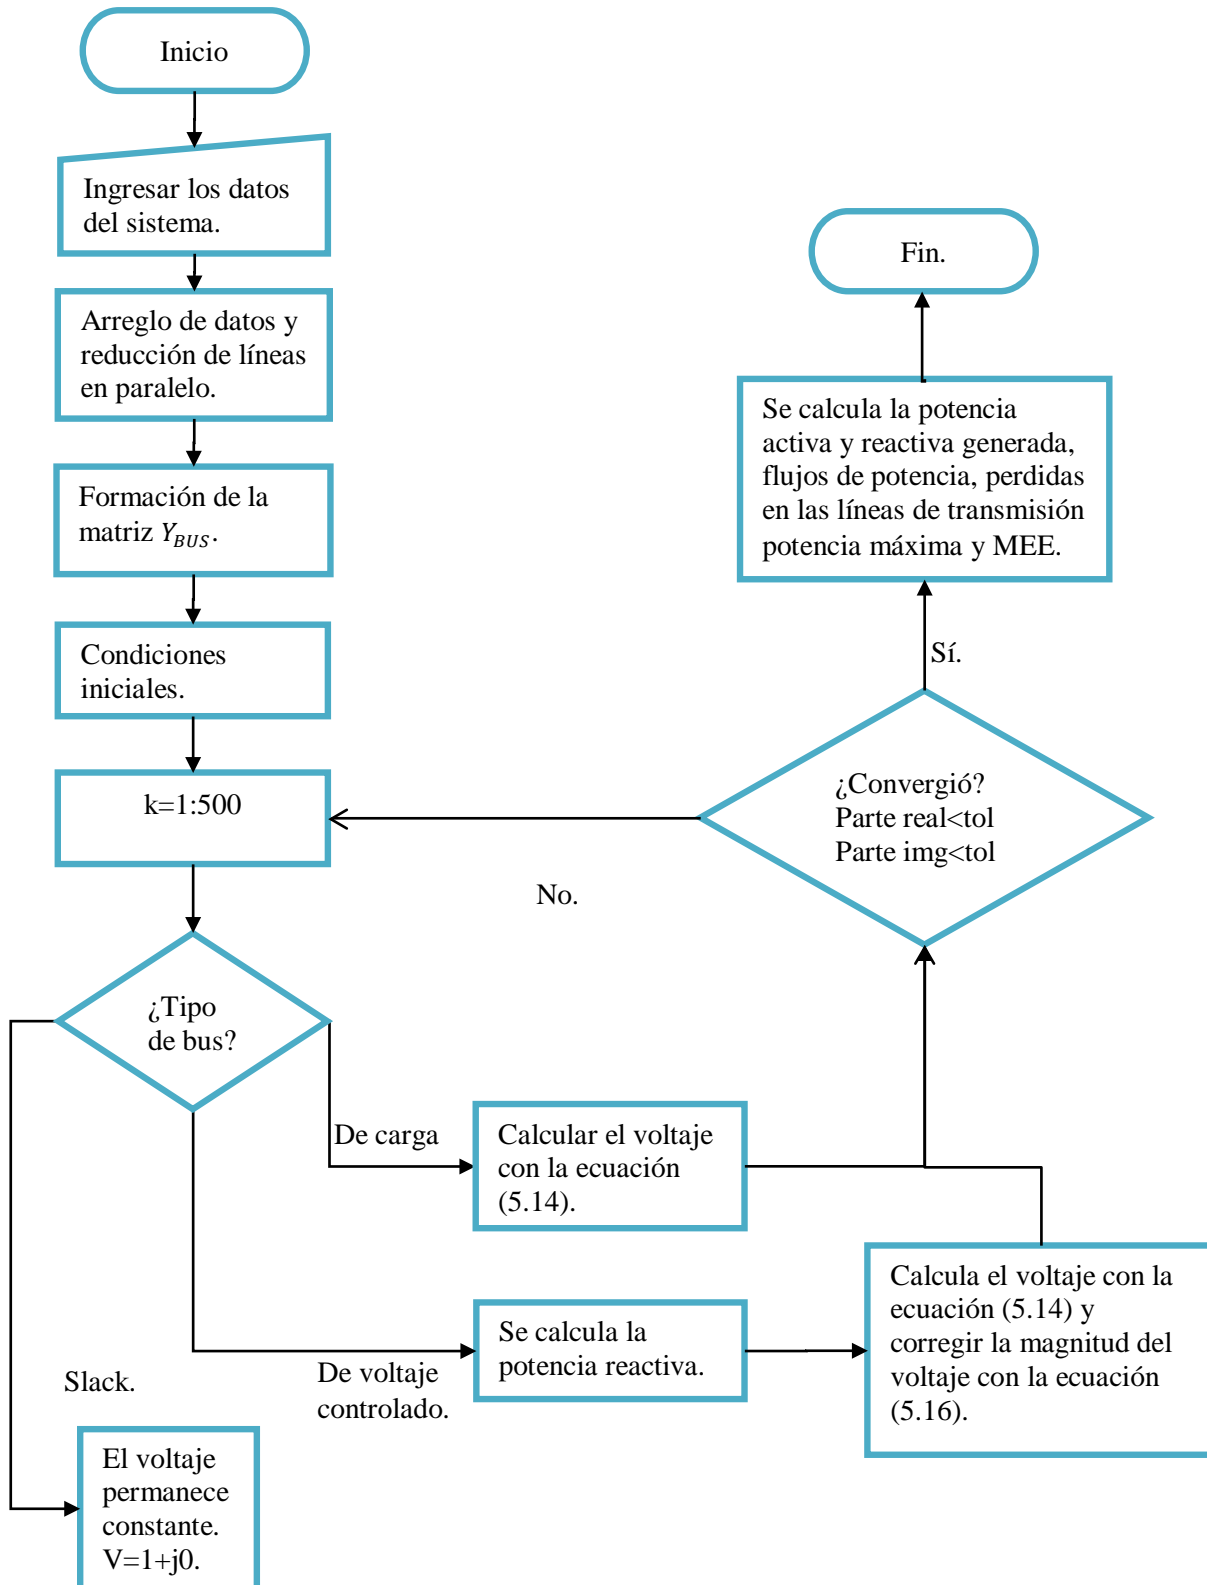 Inicio
Ingresar los datos
del sistema.
Arreglo de datos y
reducción de líneas
en paralelo.
Formación de la
matriz Y_BUS.
Condiciones
iniciales.
k=1:500
¿Tipo
de bus?
Slack.
El voltaje
permanece
constante.
V=1+j0.
De carga
Calcular el voltaje
con la ecuación
(5.14).
De voltaje
controlado.
Se calcula la
potencia reactiva.
Calcula el voltaje con la
ecuación (5.14) y
corregir la magnitud del
voltaje con la ecuación
(5.16).
¿Convergió?
Parte real<tol
Parte img<tol
No.
Sí.
Se calcula la potencia
activa y reactiva generada,
flujos de potencia, perdidas
en las líneas de transmisión
potencia máxima y MEE.
Fin.